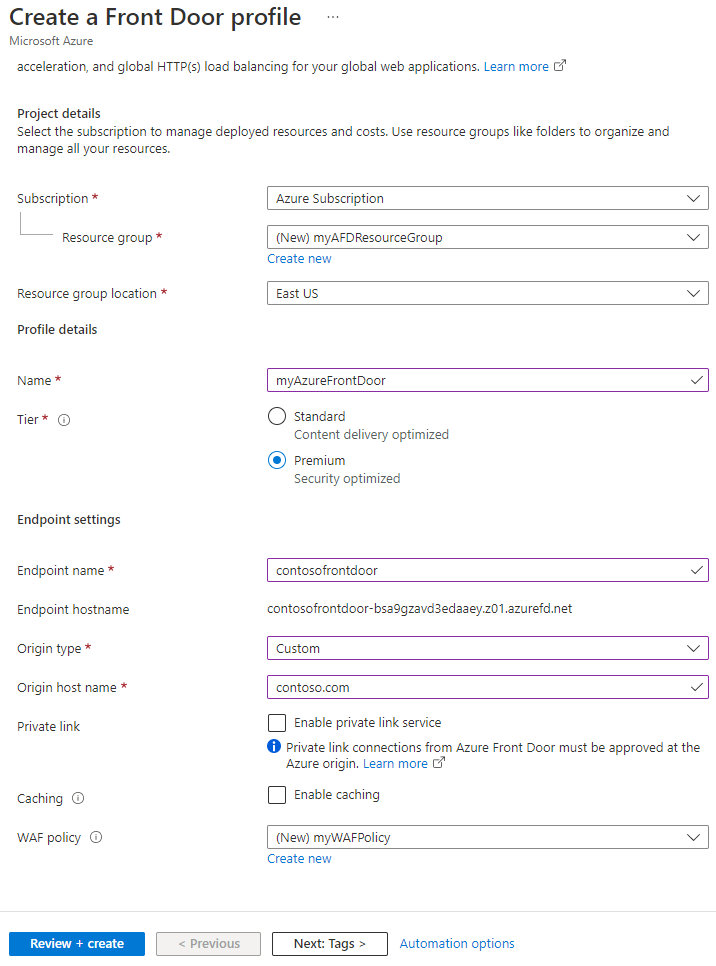 Create a Front Door profile ...
Microsoft Azure
acceleration, and global HTTP(s) load balancing for your global web applications. Learn more
Project details
Select the subscription to manage deployed resources and costs. Use resource groups like folders to organize and
manage all your resources.
Subscription * Azure Subscription
Resource group * (New) myAFDResourceGroup
Create new
Resource group location * East US
Profile details
Name * myAzureFrontDoor
Tier * Standard
Content delivery optimized
Premium
Security optimized
Endpoint settings
Endpoint name * contosofrontdoor
Endpoint hostname contosofrontdoor-bsa9gzavd3edaaey.z01.azurefd.net
Origin type * Custom
Origin host name * contoso.com
Private link Enable private link service
Private link connections from Azure Front Door must be approved at the
Azure origin. Learn more
Caching Enable caching
WAF policy (New) myWAFPolicy
Create new
Review + create < Previous Next: Tags > Automation options